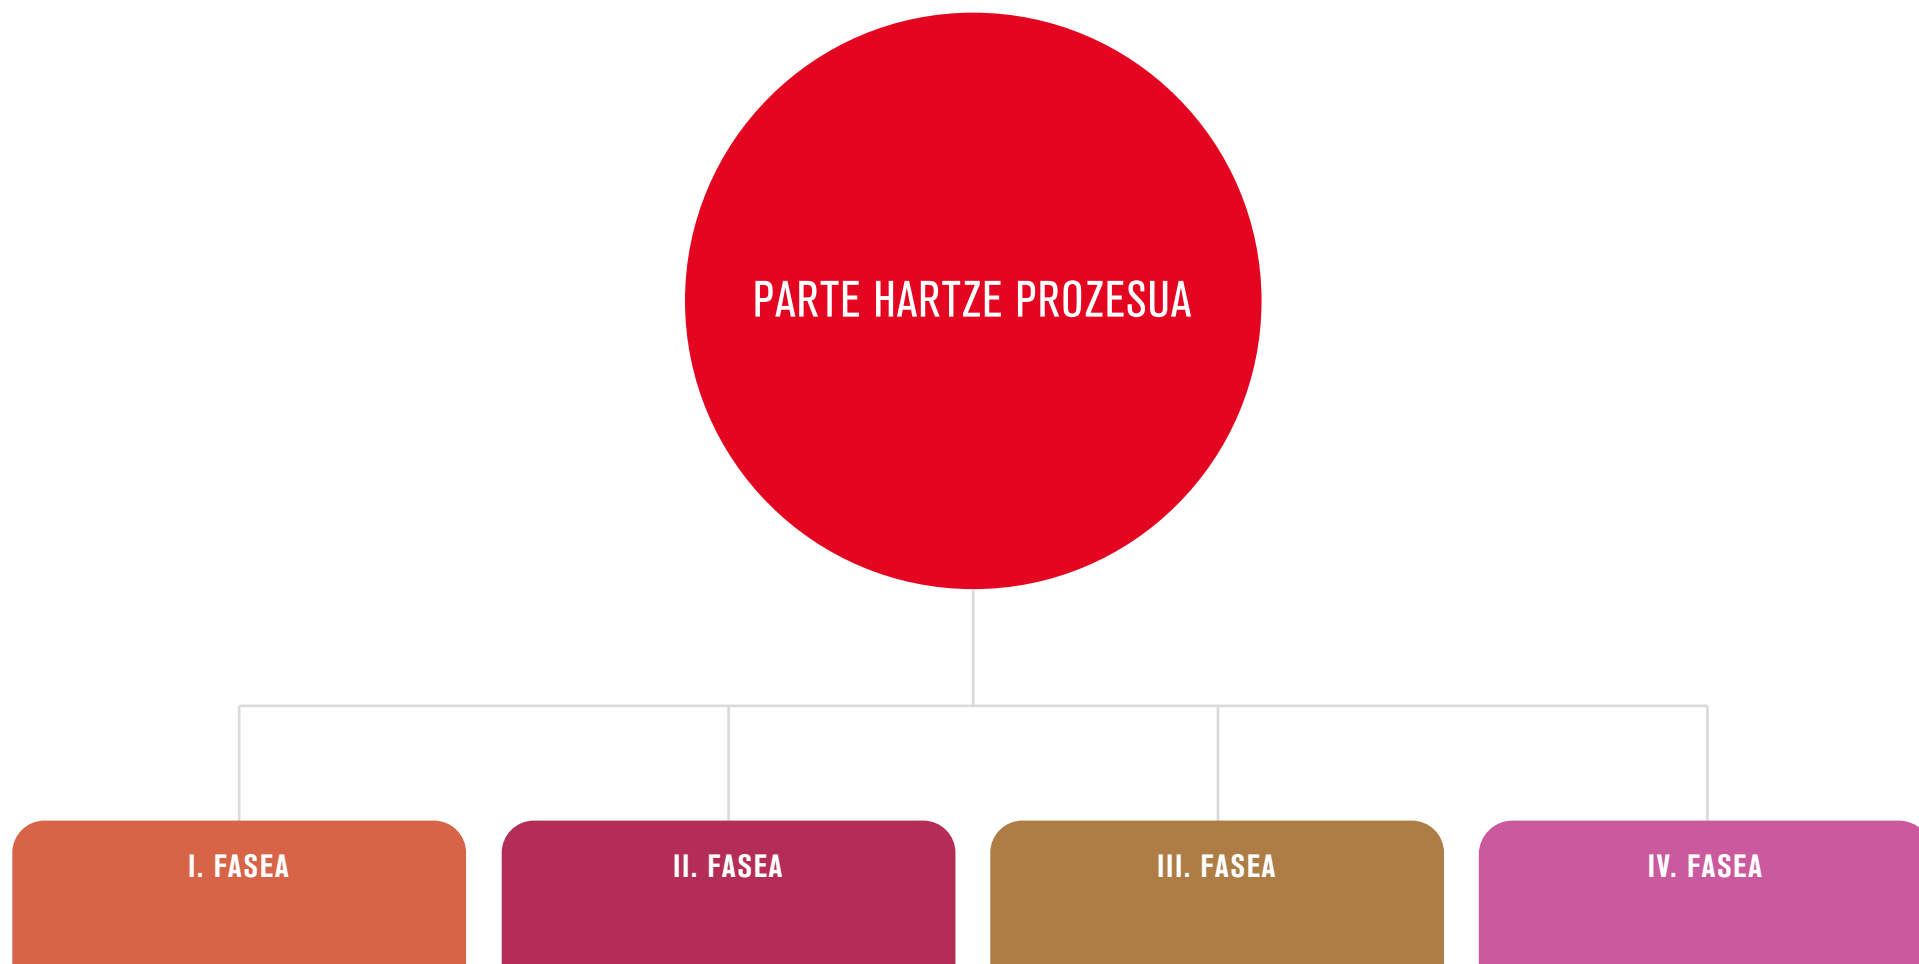 PARTE HARTZE PROZESUA
I. FASEA
II. FASEA
III. FASEA
IV. FASEA